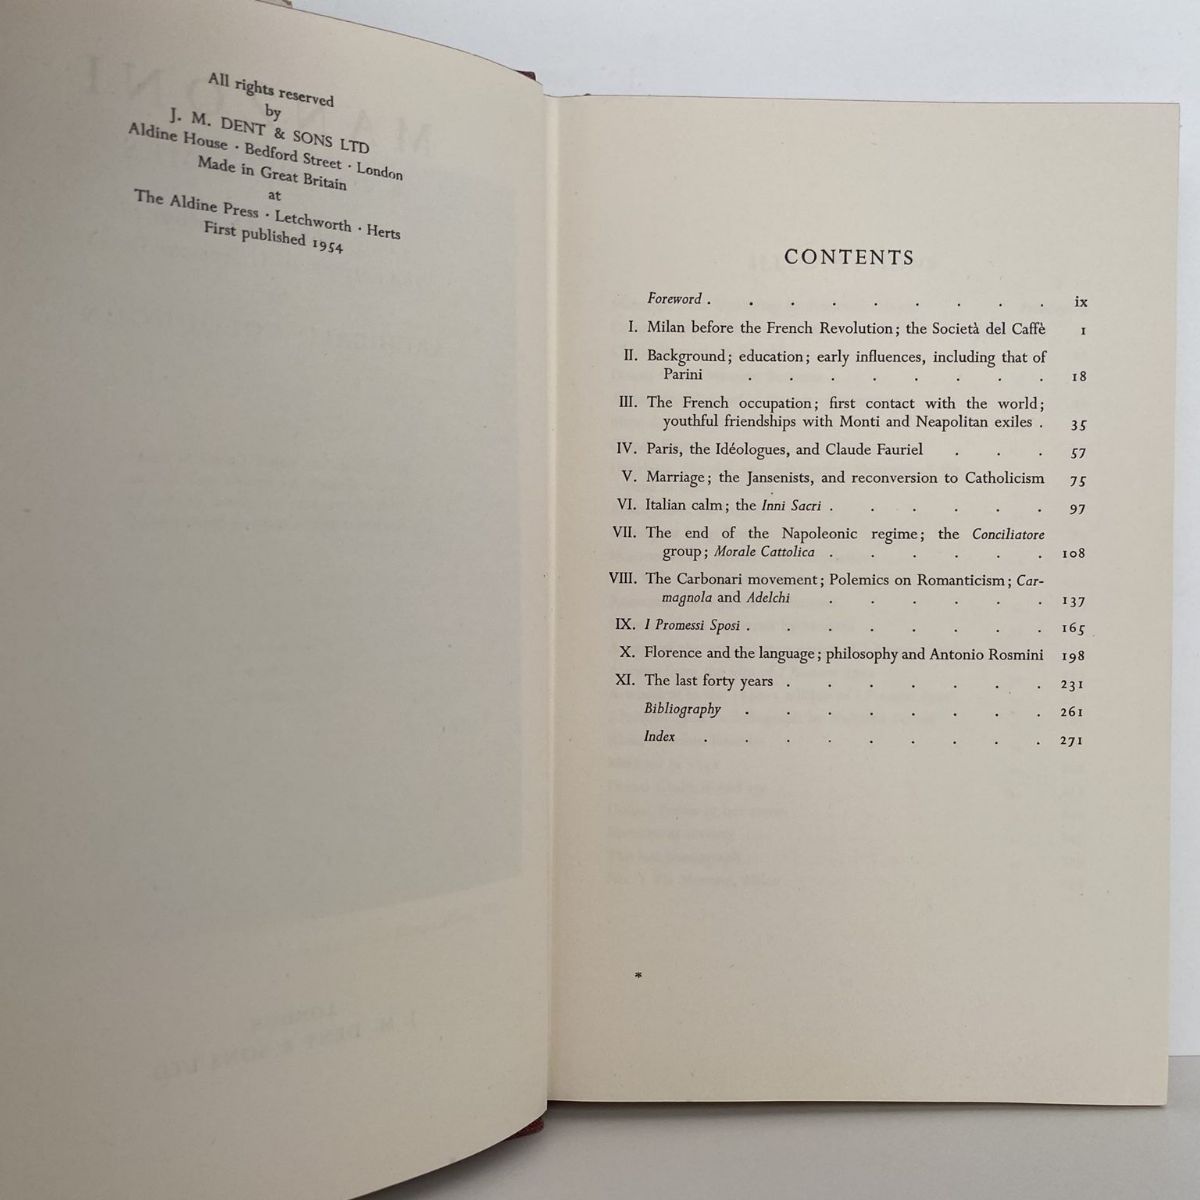 All rights reserved
by
J. M. DENT & SONS LTD
Aldine House · Bedford Street · London
Made in Great Britain
at
The Aldine Press · Letchworth · Herts
First published 1954
CONTENTS
Foreword . . . . . . . . . ix
I. Milan before the French Revolution; the Società del Caffè 1
II. Background; education; early influences, including that of
Parini . . . . . . . . 18
III. The French occupation; first contact with the world;
youthful friendships with Monti and Neapolitan exiles . 35
IV. Paris, the Idéologues, and Claude Fauriel . . . 57
V. Marriage; the Jansenists, and reconversion to Catholicism 75
VI. Italian calm; the Inni Sacri . . . . . . 97
VII. The end of the Napoleonic regime; the Conciliatore
group; Morale Cattolica . . . . . . 108
VIII. The Carbonari movement; Polemics on Romanticism; Car-
magnola and Adelchi . . . . . . 137
IX. I Promessi Sposi . . . . . . . . 165
X. Florence and the language; philosophy and Antonio Rosmini 198
XI. The last forty years . . . . . . . 231
Bibliography . . . . . . . . 261
Index . . . . . . . . . 271
*